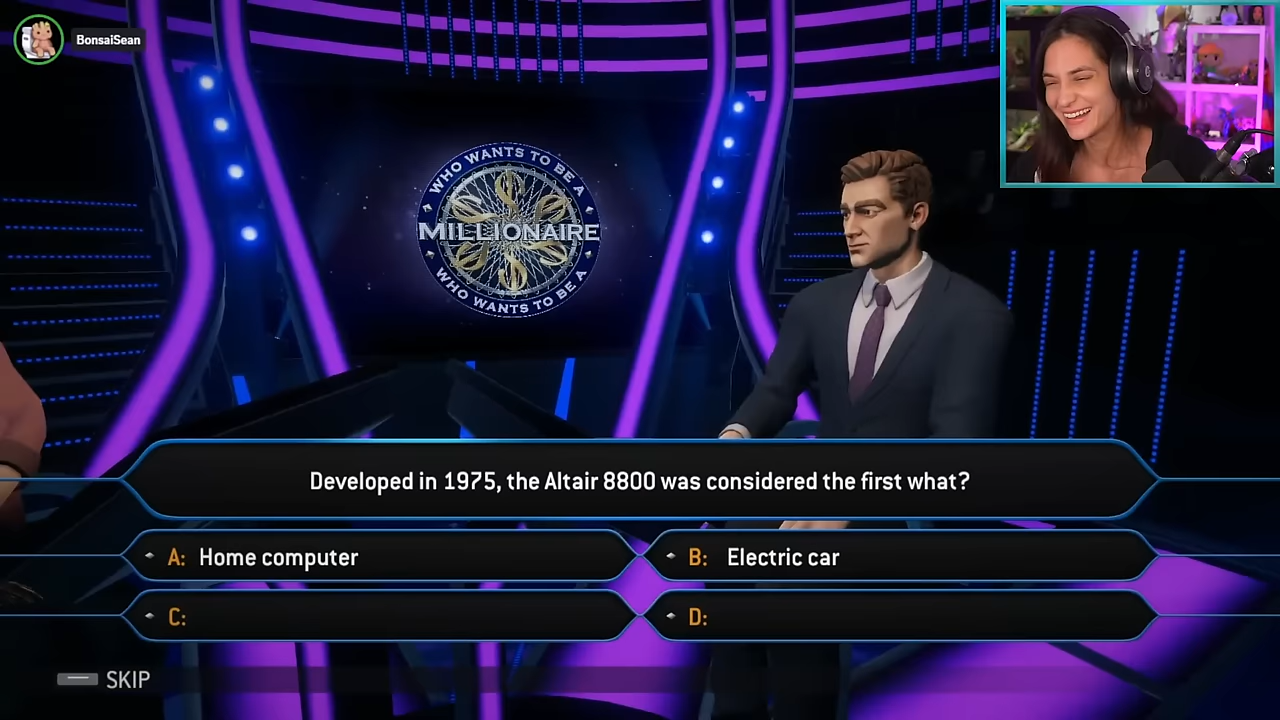 BonsaiSean
WHO WANTS TO BE A
MILLIONAIRE
WHO WANTS TO BE A
Developed in 1975, the Altair 8800 was considered the first what?
A: Home computer
B: Electric car
C:
D:
SKIP